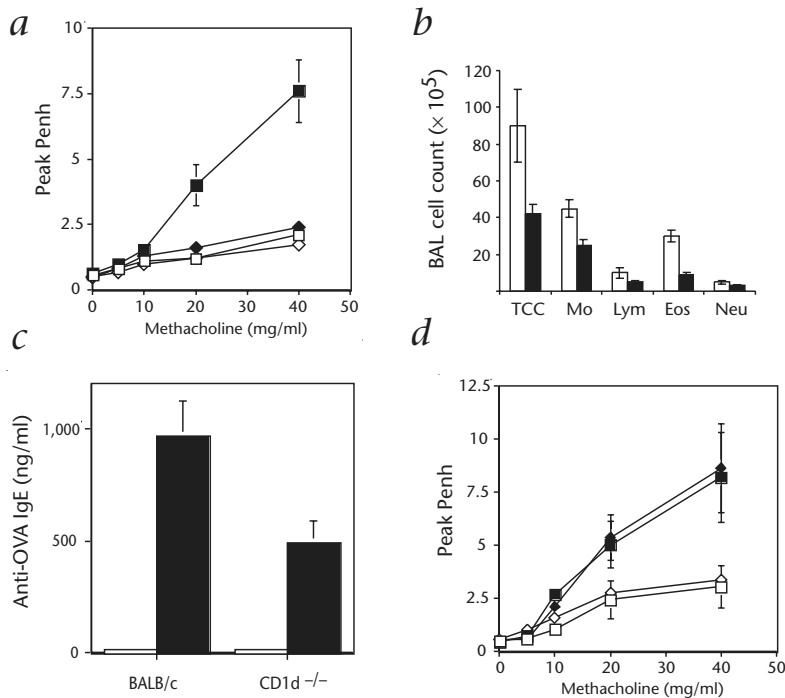 a
Peak Penh
10
7.5
5
2.5
0
0 10 20 30 40 50
Methacholine (mg/ml)
b
BAL cell count (× 10⁵)
120
100
80
60
40
20
TCC Mo Lym Eos Neu
c
Anti-OVA IgE (ng/ml)
1,000
500
0
BALB/c CD1d −/−
d
Peak Penh
12.5
10
7.5
5
2.5
0
0 10 20 30 40 50
Methacholine (mg/ml)